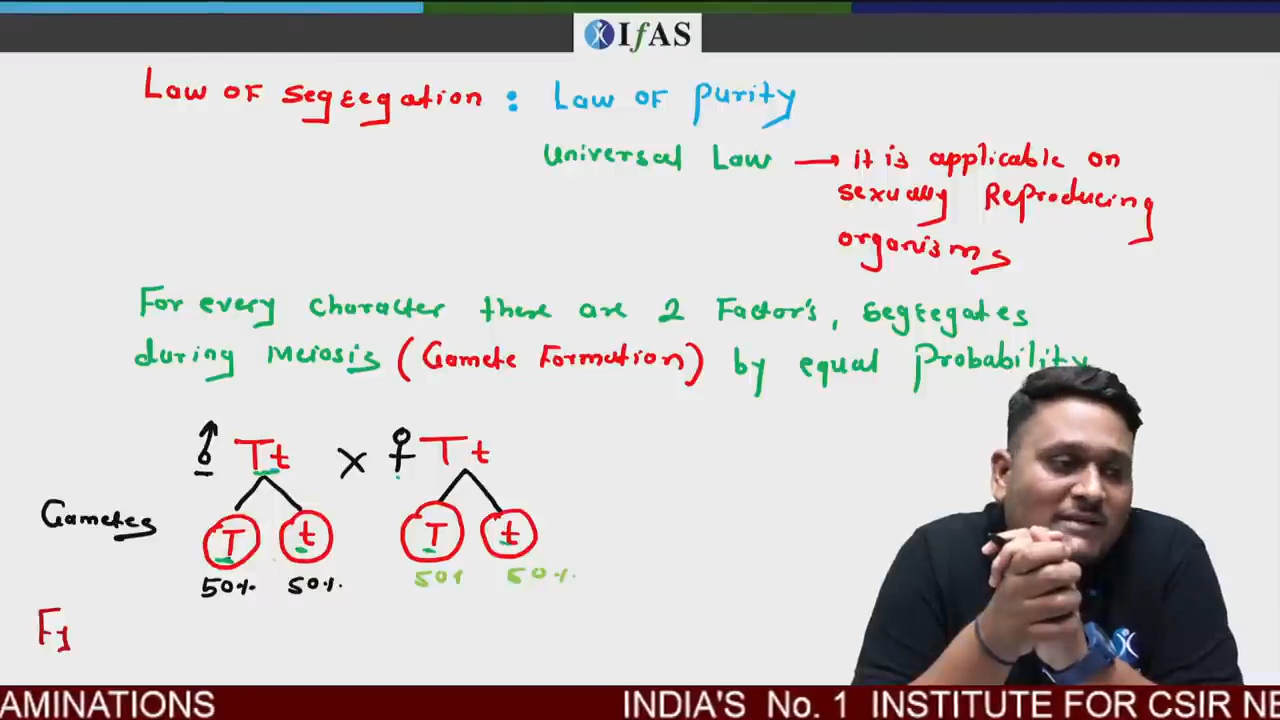 IfAS
Law of segregation : Law of purity
Universal Law → it is applicable on
sexually Reproducing
organisms
For every character there are 2 Factor's, segregates
during Meiosis (Gamete Formation) by equal Probability
♂ Tt × ♀ Tt
Gametes T t T t
50% 50% 50% 50%.
F1
AMINATIONS INDIA'S No. 1 INSTITUTE FOR CSIR NE